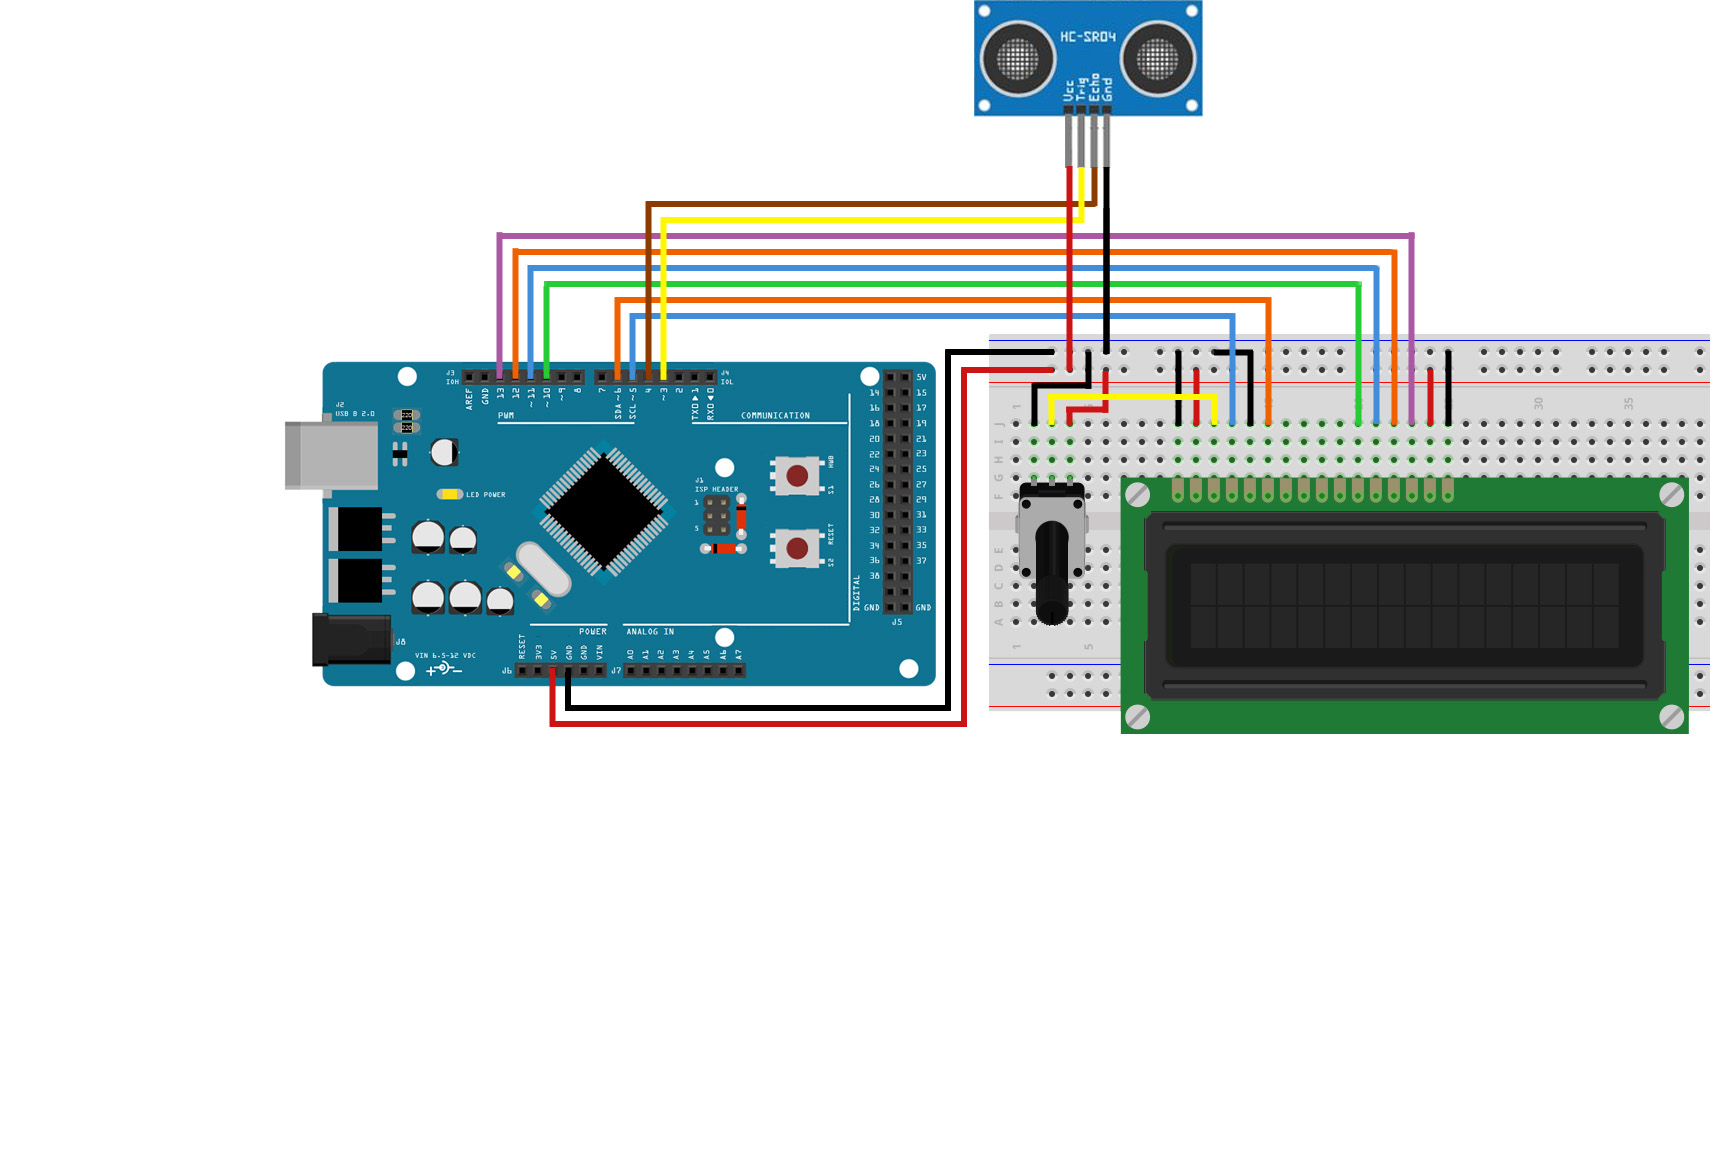 HC-SR04
Vcc
Trig
Echo
Gnd
J3
IOH
AREF
GND
13
12
~11
~10
~9
8
7
SDA ~6
SCL ~5
4
~3
2
TXD ▲ 1
RXD ▼ 0
J4
IOL
PWM
COMMUNICATION
J2
USB B 2.0
220
220
LED POWER
J1
ISP HEADER
1
5
HWB
S1
RESET
S2
5V
14 15
16 17
18 19
20 21
22 23
24 25
26 27
28 29
30 31
32 33
34 35
36 37
38
GND GND
J5
DIGITAL
J8
VIN 6.5-12 VDC
POWER
ANALOG IN
J6
RESET
3V3
5V
GND
GND
VIN
J7
A0
A1
A2
A3
A4
A5
A6
A7
1
30
35
J
I
H
G
F
E
D
C
B
A
1
5